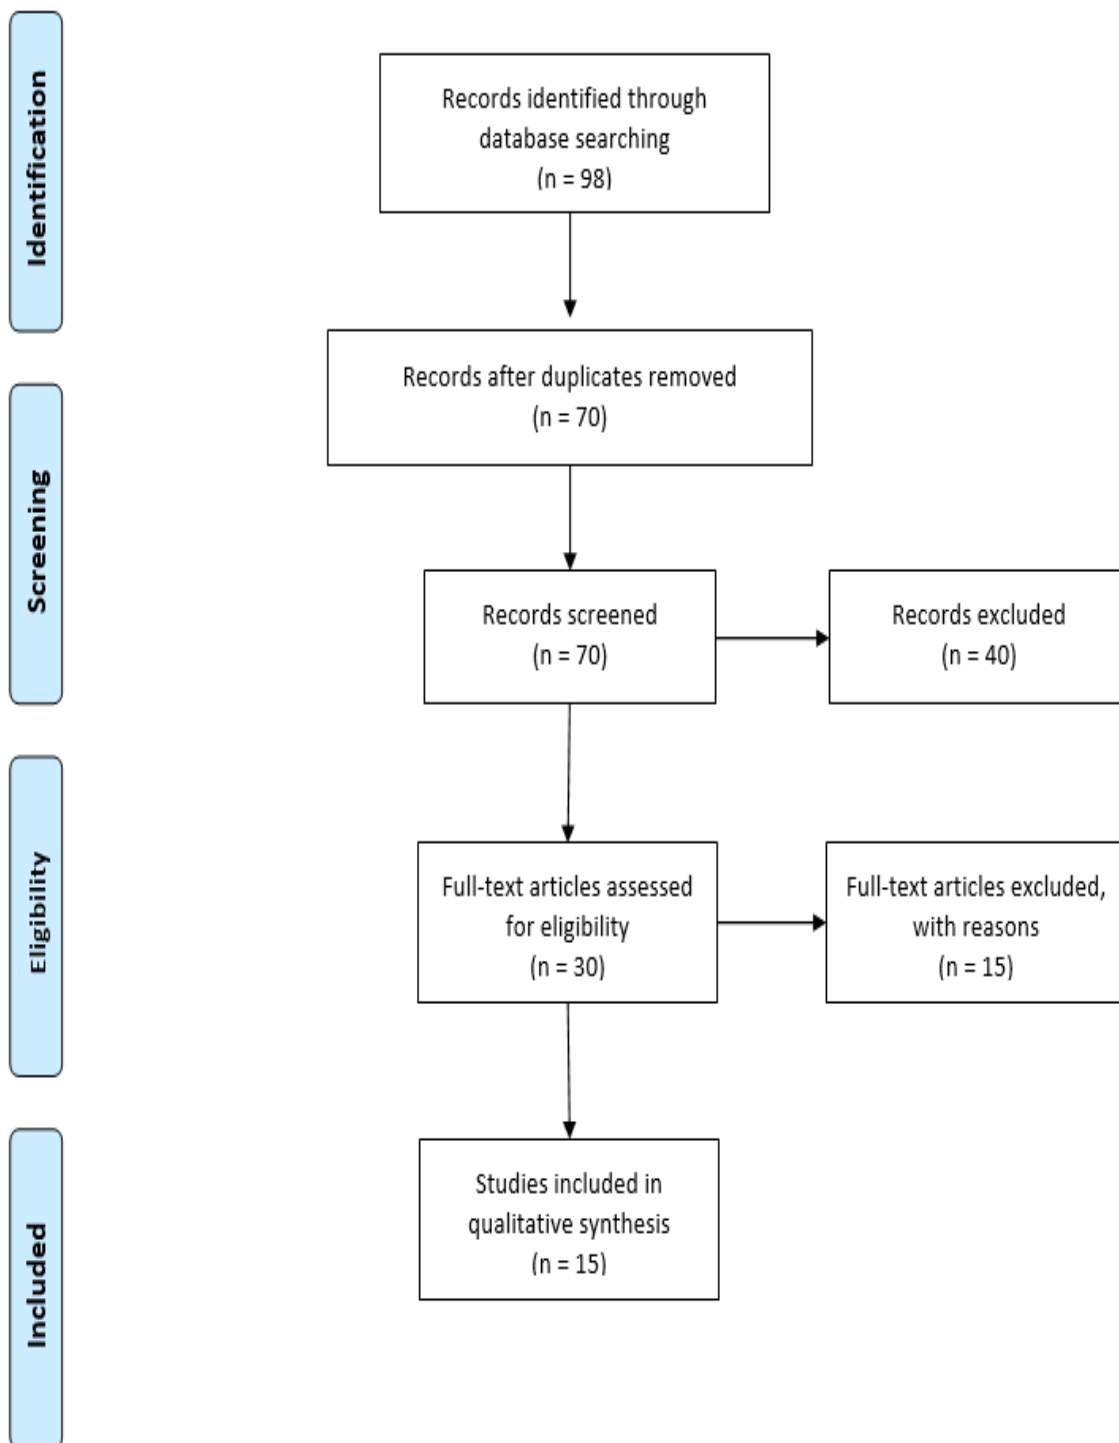 Identification
Records identified through
database searching
(n = 98)
Records after duplicates removed
(n = 70)
Screening
Records screened
(n = 70)
Records excluded
(n = 40)
Eligibility
Full-text articles assessed
for eligibility
(n = 30)
Full-text articles excluded,
with reasons
(n = 15)
Included
Studies included in
qualitative synthesis
(n = 15)